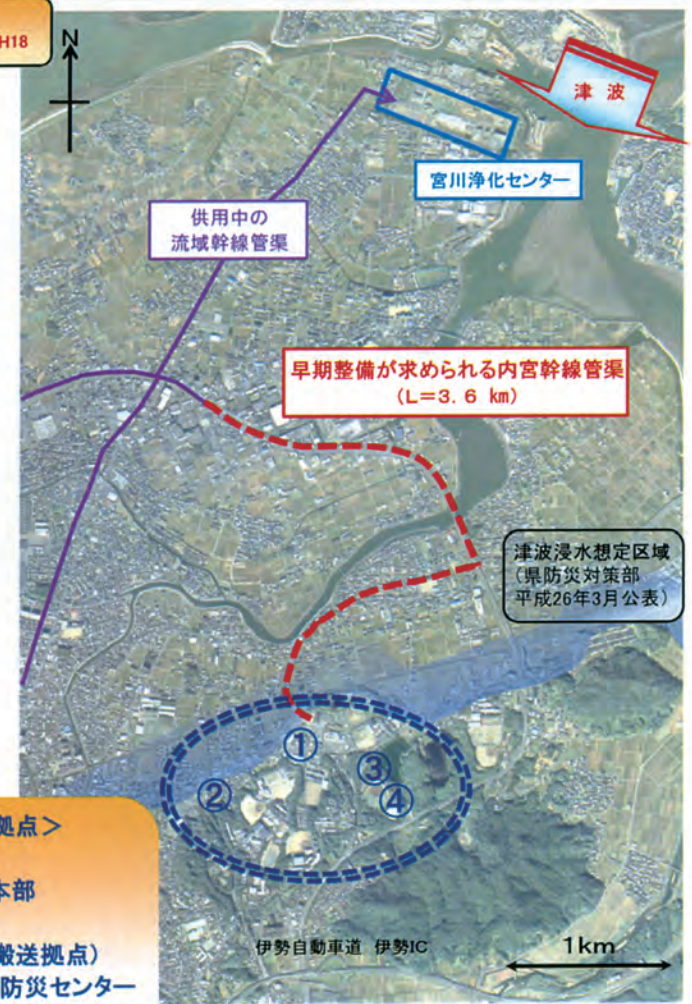 H18
N
津 波
宮川浄化センター
供用中の
流域幹線管渠
早期整備が求められる内宮幹線管渠
(L=3.6 km)
津波浸水想定区域
(県防災対策部
平成26年3月公表)
①
②
③
④
拠点>
本部
搬送拠点)
防災センター
伊勢自動車道 伊勢IC
1km